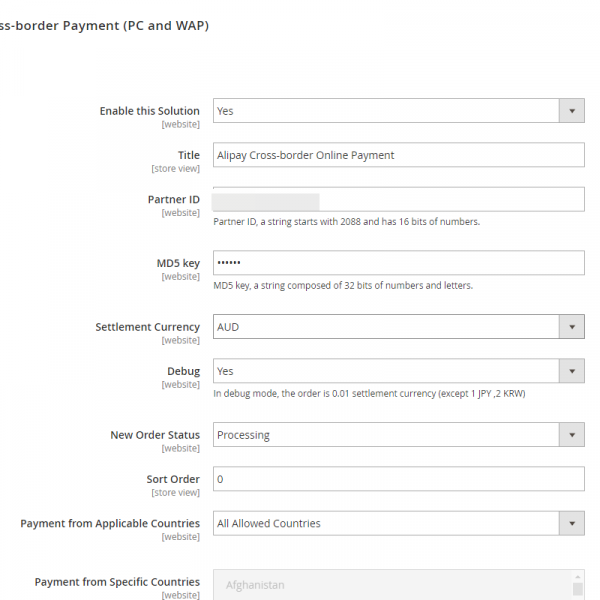 ss-border Payment (PC and WAP)
Enable this Solution Yes
[website]
Title Alipay Cross-border Online Payment
[store view]
Partner ID
[website] Partner ID, a string starts with 2088 and has 16 bits of numbers.
MD5 key ••••••
[website] MD5 key, a string composed of 32 bits of numbers and letters.
Settlement Currency AUD
[website]
Debug Yes
[website] In debug mode, the order is 0.01 settlement currency (except 1 JPY ,2 KRW)
New Order Status Processing
[website]
Sort Order 0
[store view]
Payment from Applicable Countries All Allowed Countries
[website]
Payment from Specific Countries Afghanistan
[website]